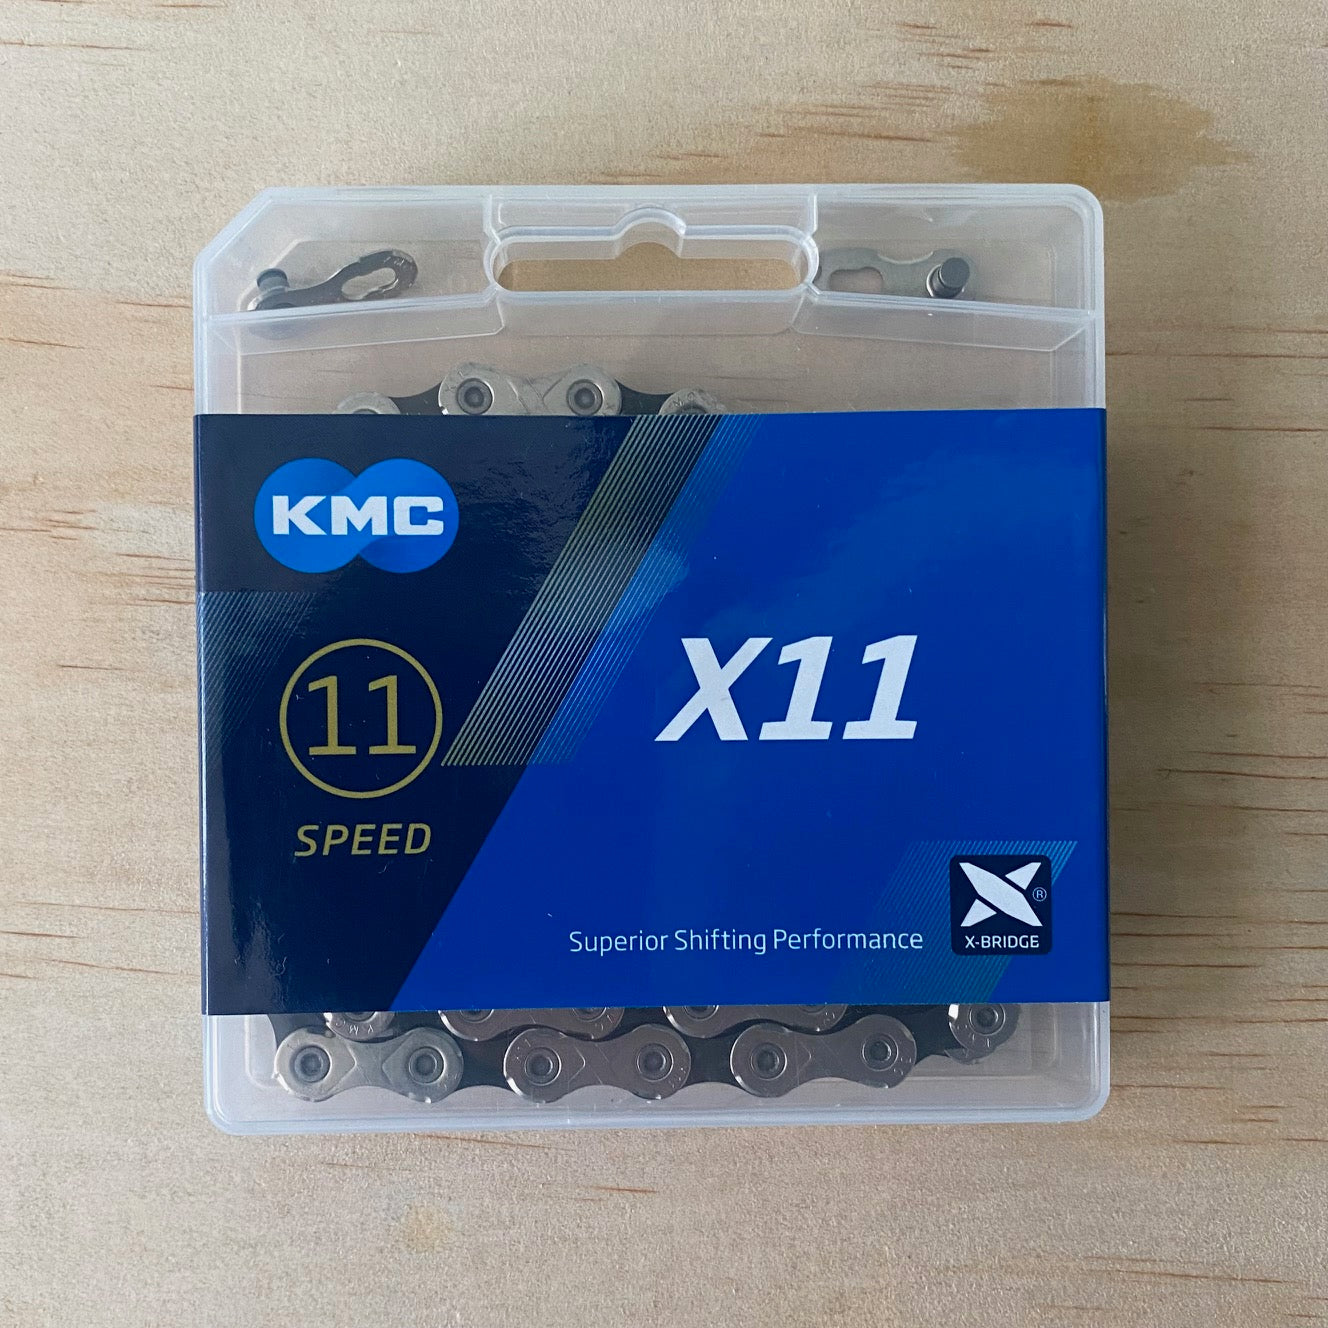 KMC
11
SPEED
X11
Superior Shifting Performance
®
X-BRIDGE